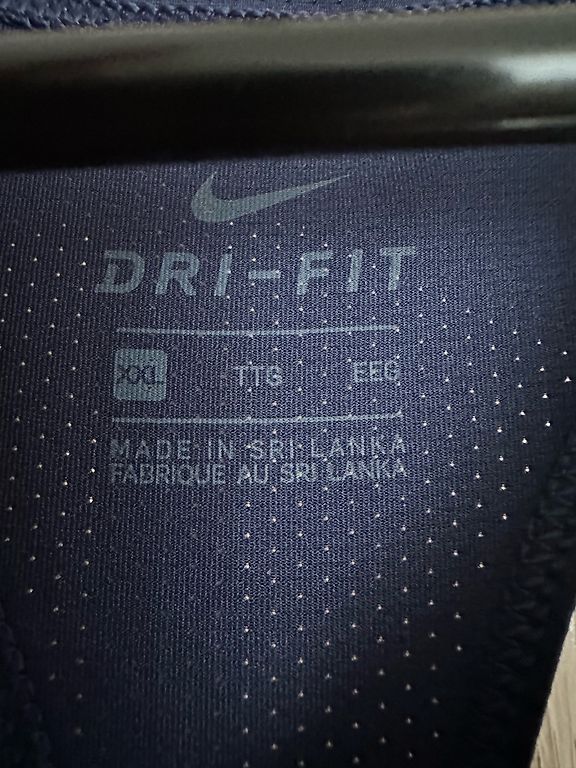 DRI-FIT
XXL TTG EEG
MADE IN SRI LANKA
FABRIQUE AU SRI LANKA